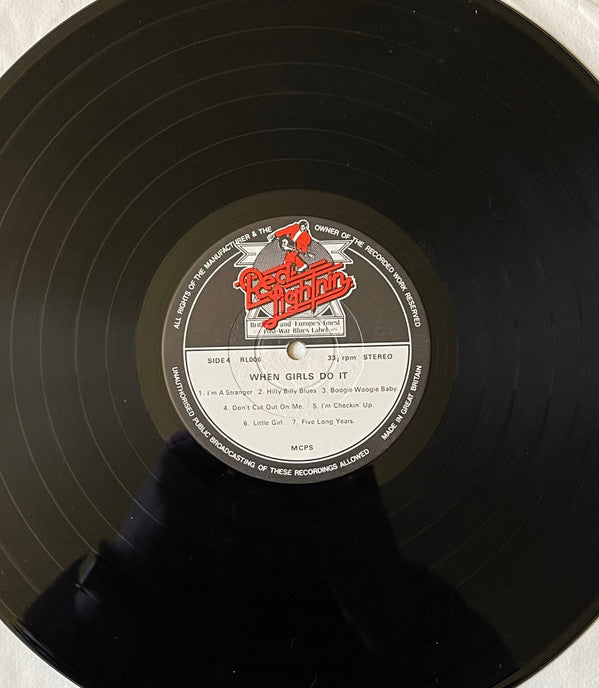 ALL RIGHTS OF THE MANUFACTURER & THE OWNER OF THE RECORDED WORK RESERVED
Red
Lightnin'
and Europe's finest
Post-War Blues Label
SIDE 4 RL006 33⅓ rpm STEREO
WHEN GIRLS DO IT
1. I'm A Stranger 2. Hilly Billy Blues 3. Boogie Woogie Baby.
4. Don't Cut Out On Me. 5. I'm Checkin' Up.
6. Little Girl. 7. Five Long Years.
MCPS
UNAUTHORISED PUBLIC BROADCASTING OF THESE RECORDINGS ALLOWED
MADE IN GREAT BRITAIN